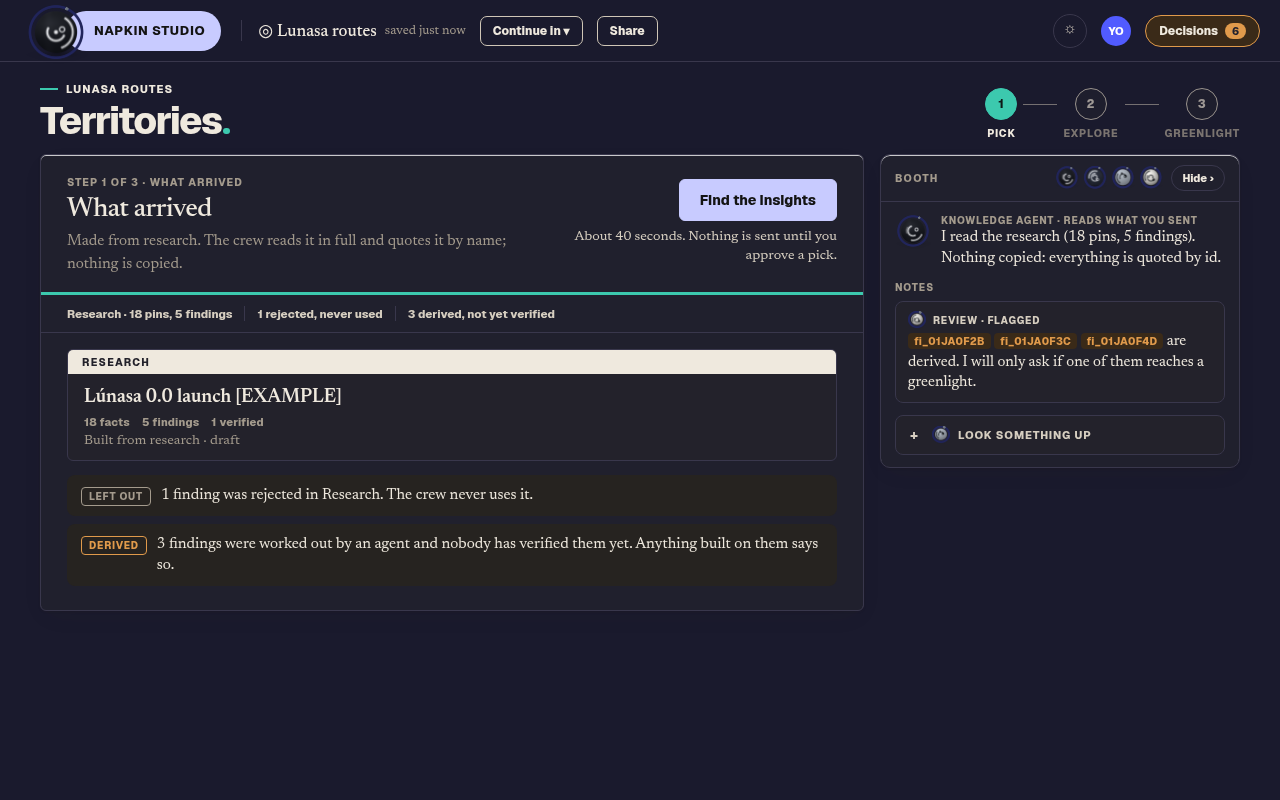 NAPKIN STUDIO
Lunasa routes saved just now
Continue in ▾
Share
YO
Decisions 6
LUNASA ROUTES
Territories.
1 2 3
PICK EXPLORE GREENLIGHT
STEP 1 OF 3 · WHAT ARRIVED
What arrived
Made from research. The crew reads it in full and quotes it by name;
nothing is copied.
Find the insights
About 40 seconds. Nothing is sent until you
approve a pick.
Research · 18 pins, 5 findings
1 rejected, never used
3 derived, not yet verified
RESEARCH
Lúnasa 0.0 launch [EXAMPLE]
18 facts 5 findings 1 verified
Built from research · draft
LEFT OUT 1 finding was rejected in Research. The crew never uses it.
DERIVED 3 findings were worked out by an agent and nobody has verified them yet. Anything built on them says
so.
BOOTH
Hide ›
KNOWLEDGE AGENT · READS WHAT YOU SENT
I read the research (18 pins, 5 findings).
Nothing copied: everything is quoted by id.
NOTES
REVIEW · FLAGGED
fi_01JA0F2B fi_01JA0F3C fi_01JA0F4D are
derived. I will only ask if one of them reaches a
greenlight.
+ LOOK SOMETHING UP